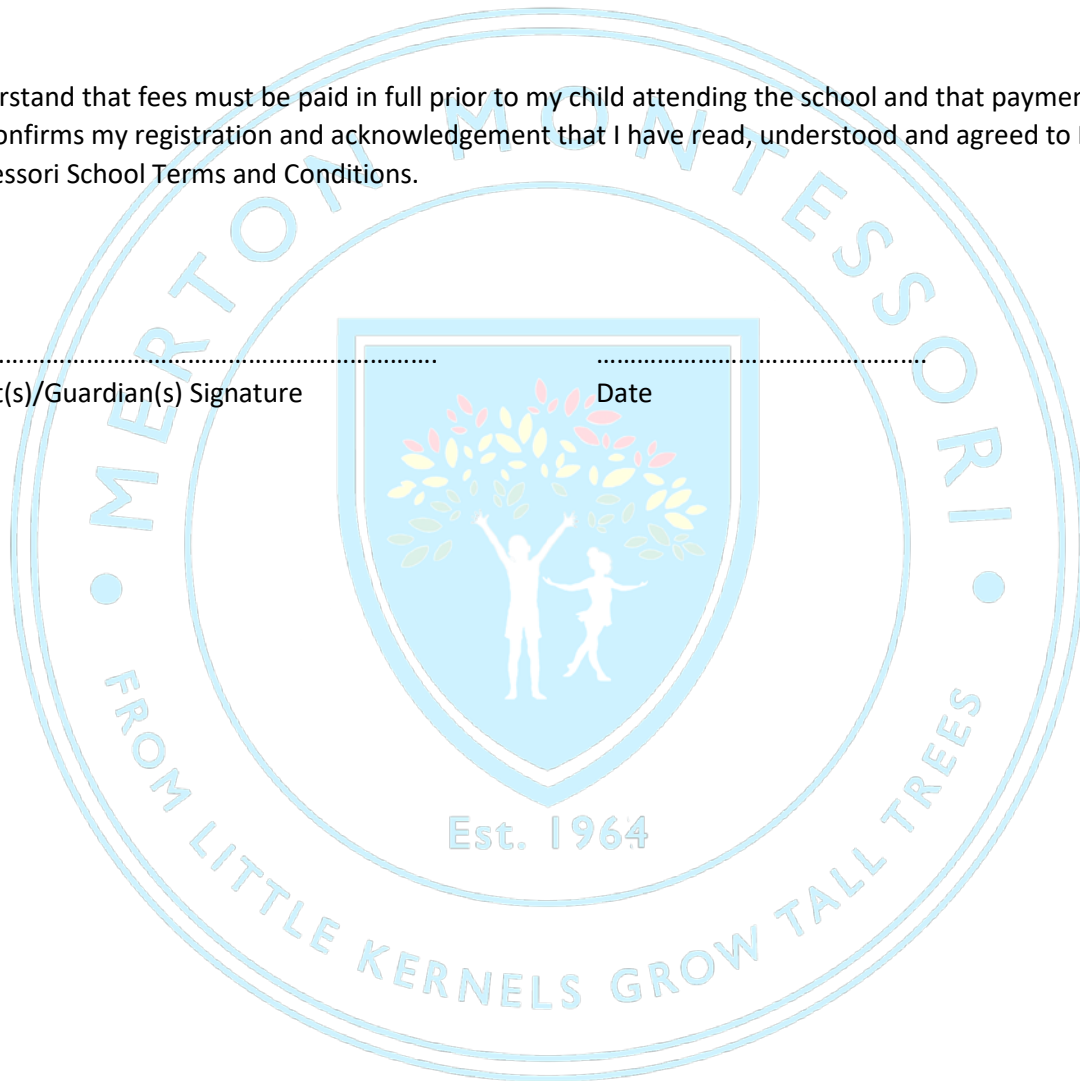 rstand that fees must be paid in full prior to my child attending the school and that paymen
onfirms my registration and acknowledgement that I have read, understood and agreed to
essori School Terms and Conditions.
……………………………………………………. ………………………………………
t(s)/Guardian(s) Signature Date
MERTON MONTESSORI
Est. 1964
FROM LITTLE KERNELS GROW TALL TREES